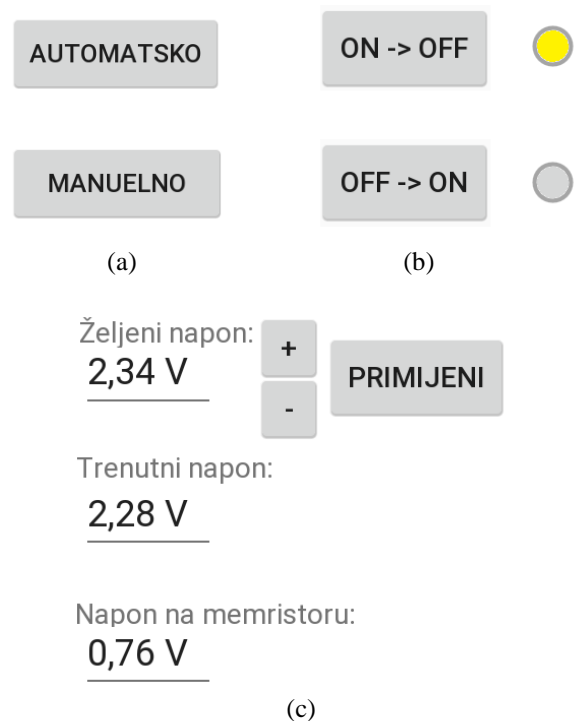 AUTOMATSKO
ON -> OFF
MANUELNO
OFF -> ON
(a)
(b)
Željeni napon:
2,34 V
+
-
PRIMIJENI
Trenutni napon:
2,28 V
Napon na memristoru:
0,76 V
(c)